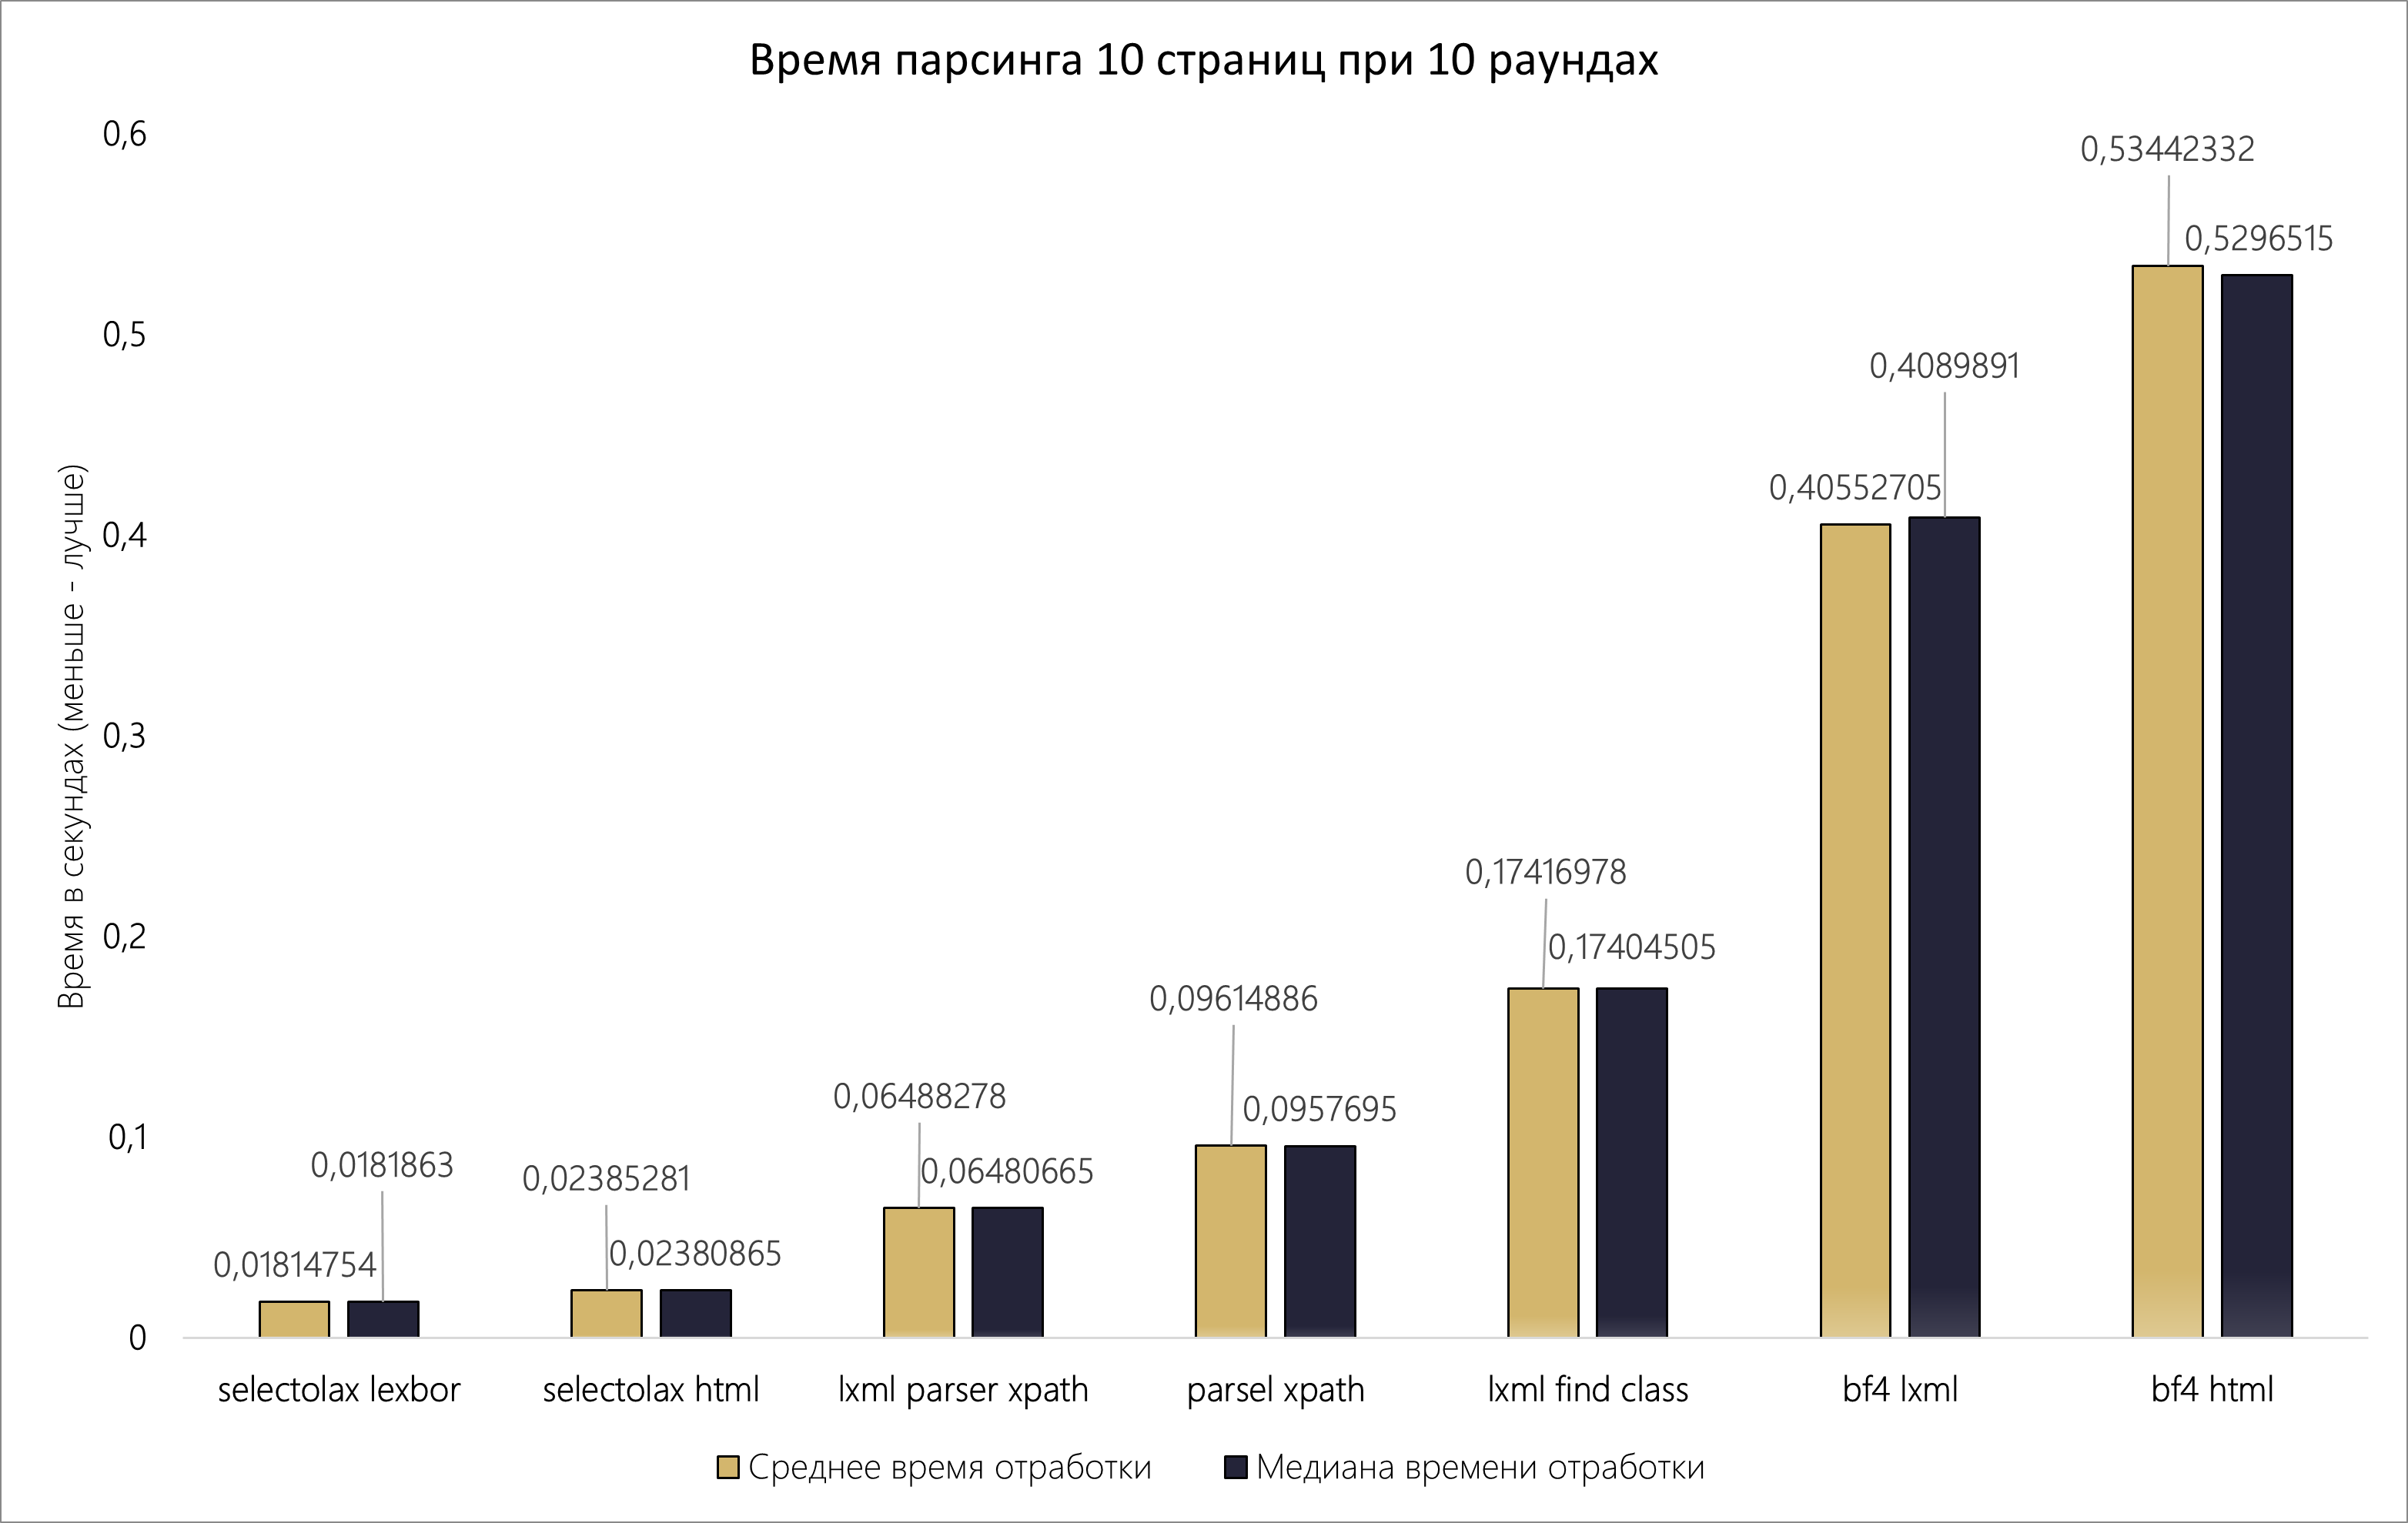 Время парсинга 10 страниц при 10 раундах
Время в секундах (меньше - лучше)
0,6
0,5
0,4
0,3
0,2
0,1
0
0,01814754
0,0181863
0,02385281
0,02380865
0,06488278
0,06480665
0,09614886
0,0957695
0,17416978
0,17404505
0,40552705
0,4089891
0,53442332
0,5296515
selectolax lexbor
selectolax html
lxml parser xpath
parsel xpath
lxml find class
bf4 lxml
bf4 html
Среднее время отработки
Медиана времени отработки